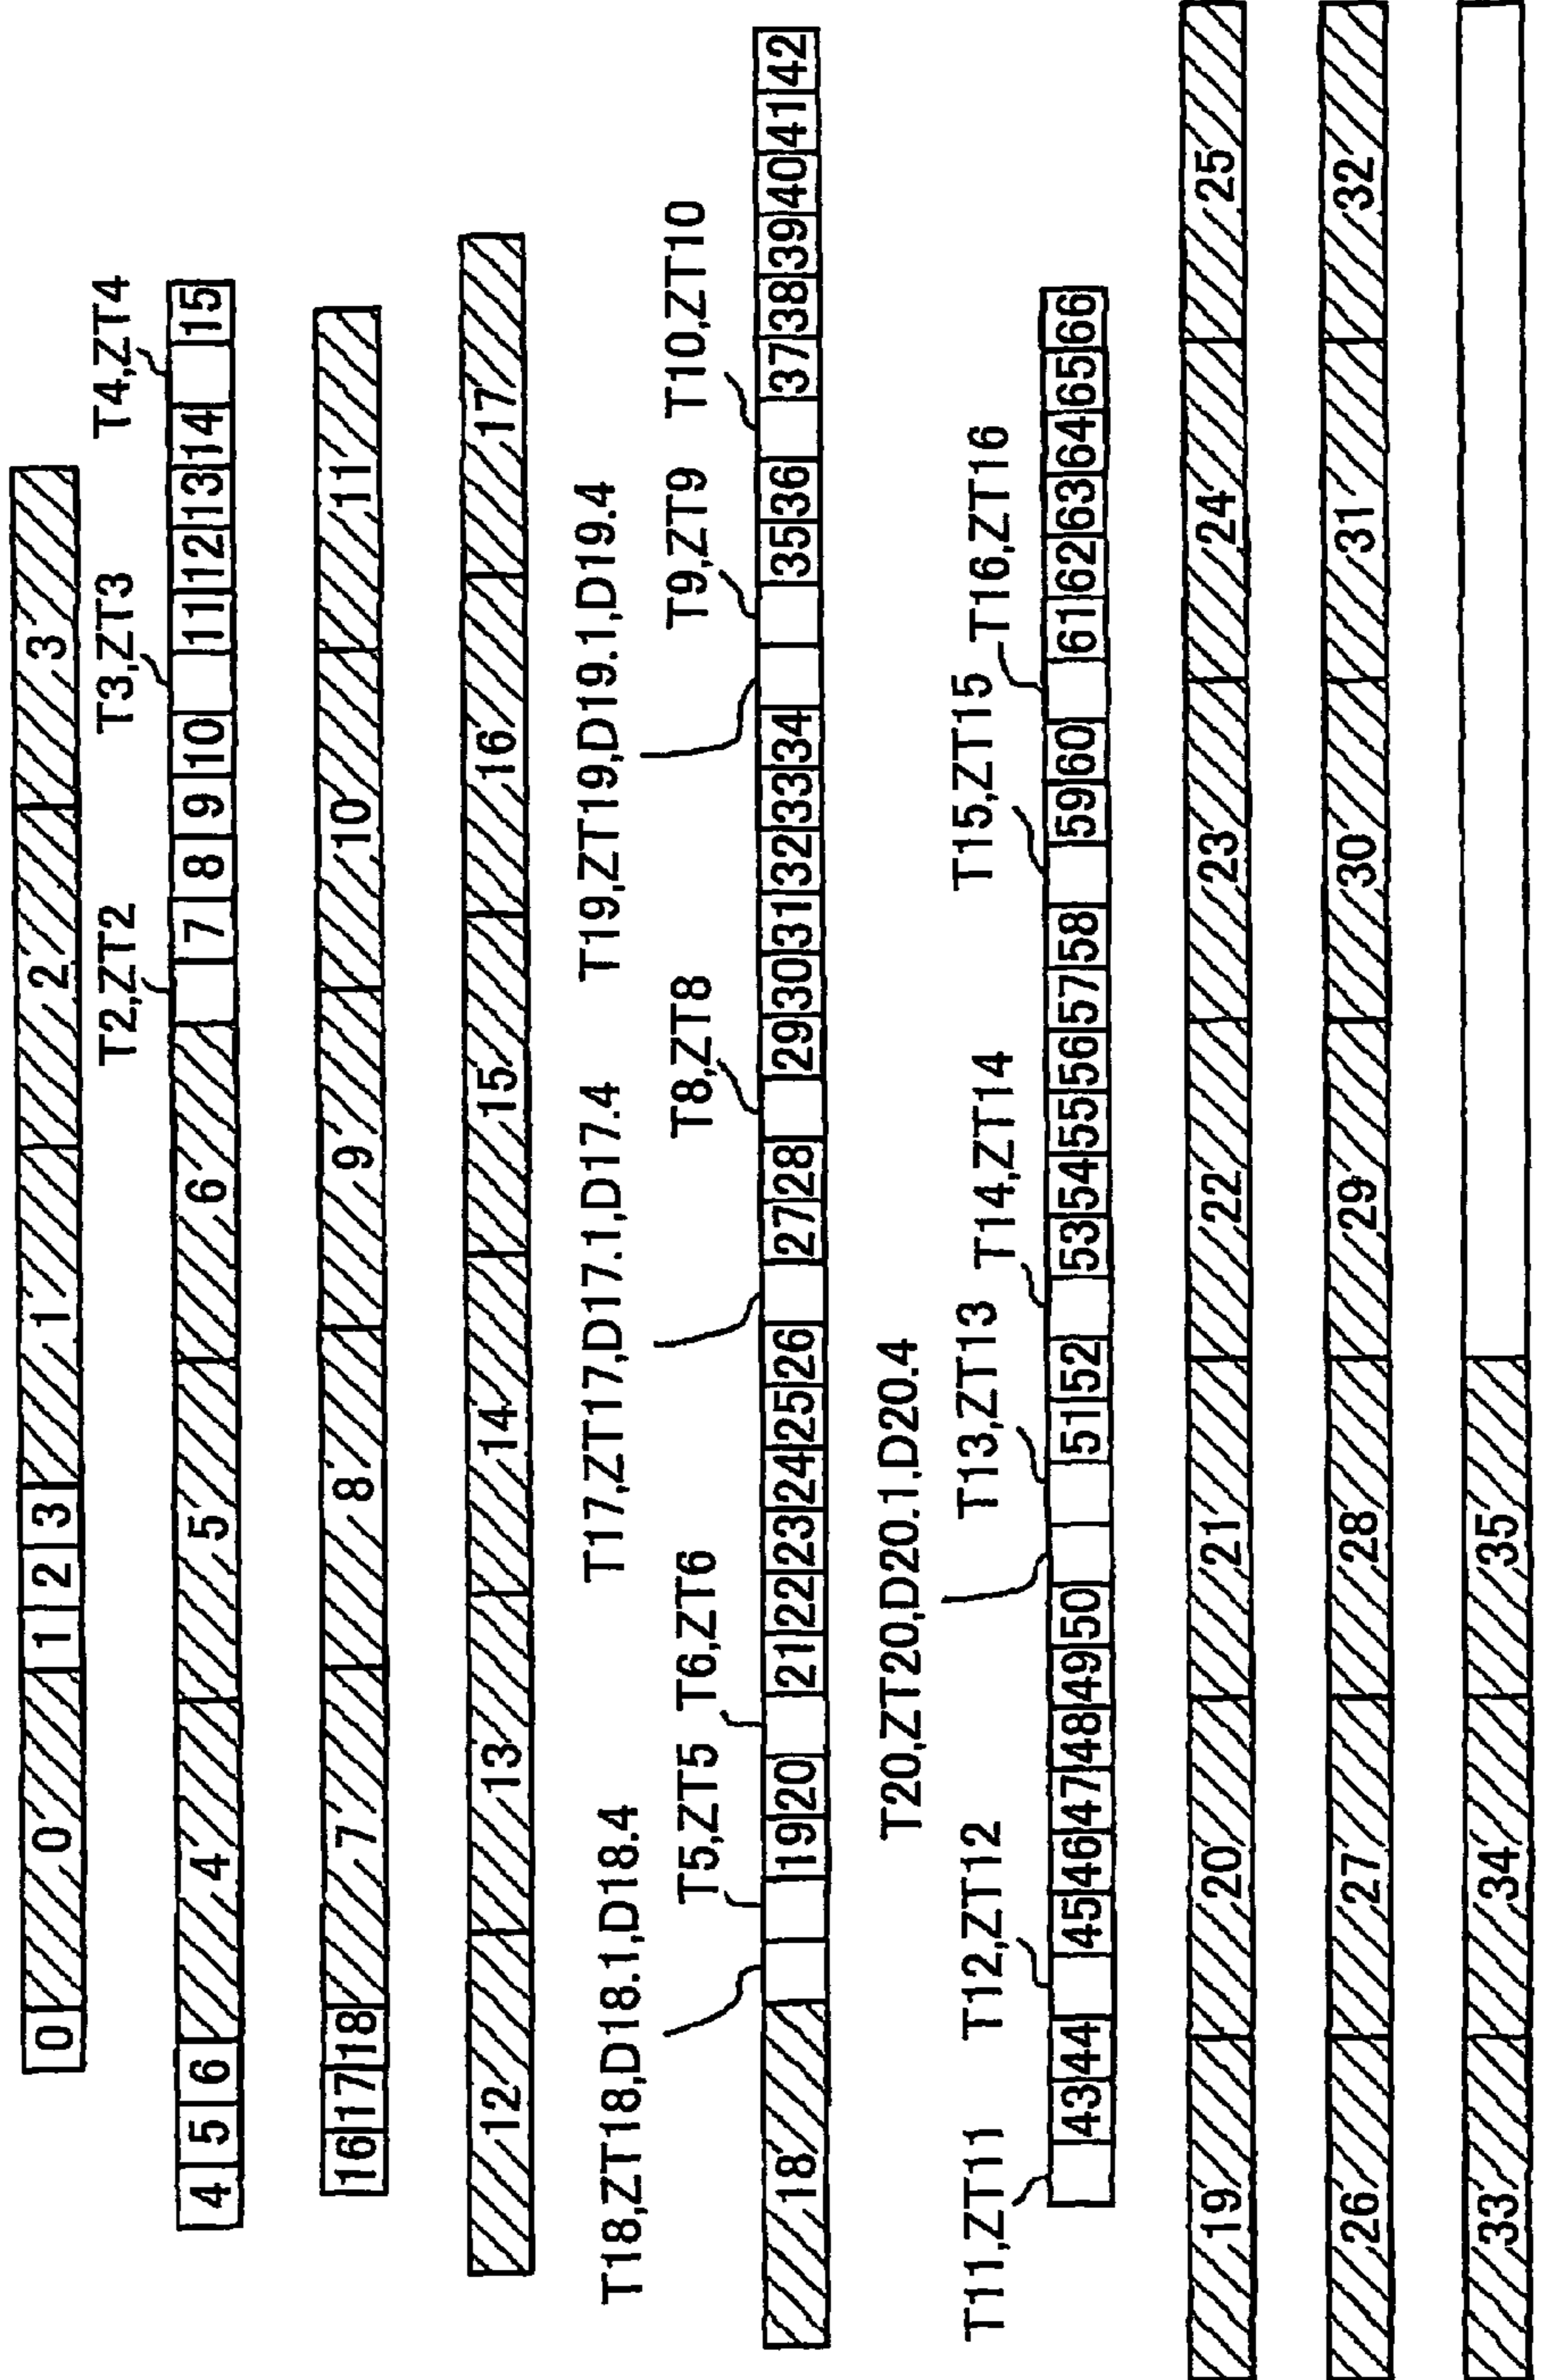 0 0 1 2 3 1 2 3
T2,ZT2 T3,ZT3 T4,ZT4
4 5 6 4 5 6 7 8 9 10 11 12 13 14 15
16 17 18 7 8 9 10 11
12 13 14 15 16 17
T18,ZT18,D18.1,D18.4 T17,ZT17,D17.1,D17.4 T19,ZT19,D19.1,D19.4
T5,ZT5 T6,ZT6 T8,ZT8 T9,ZT9 T10,ZT10
18 19 20 21 22 23 24 25 26 27 28 29 30 31 32 33 34 35 36 37 38 39 40 41 42
T20,ZT20,D20.1,D20.4
T11,ZT11 T12,ZT12 T13,ZT13 T14,ZT14 T15,ZT15 T16,ZT16
43 44 45 46 47 48 49 50 51 52 53 54 55 56 57 58 59 60 61 62 63 64 65 66
19 20 21 22 23 24 25
26 27 28 29 30 31 32
33 34 35